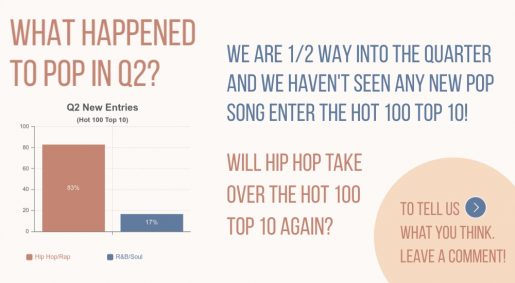 WHAT HAPPENED
TO POP IN Q2?
Q2 New Entries
(Hot 100 Top 10)
100
80
60
40
20
0
83%
17%
Hip Hop/Rap
R&B/Soul
WE ARE 1/2 WAY INTO THE QUARTER
AND WE HAVEN'T SEEN ANY NEW POP
SONG ENTER THE HOT 100 TOP 10!
WILL HIP HOP TAKE
OVER THE HOT 100
TOP 10 AGAIN?
TO TELL US
WHAT YOU THINK.
LEAVE A COMMENT!